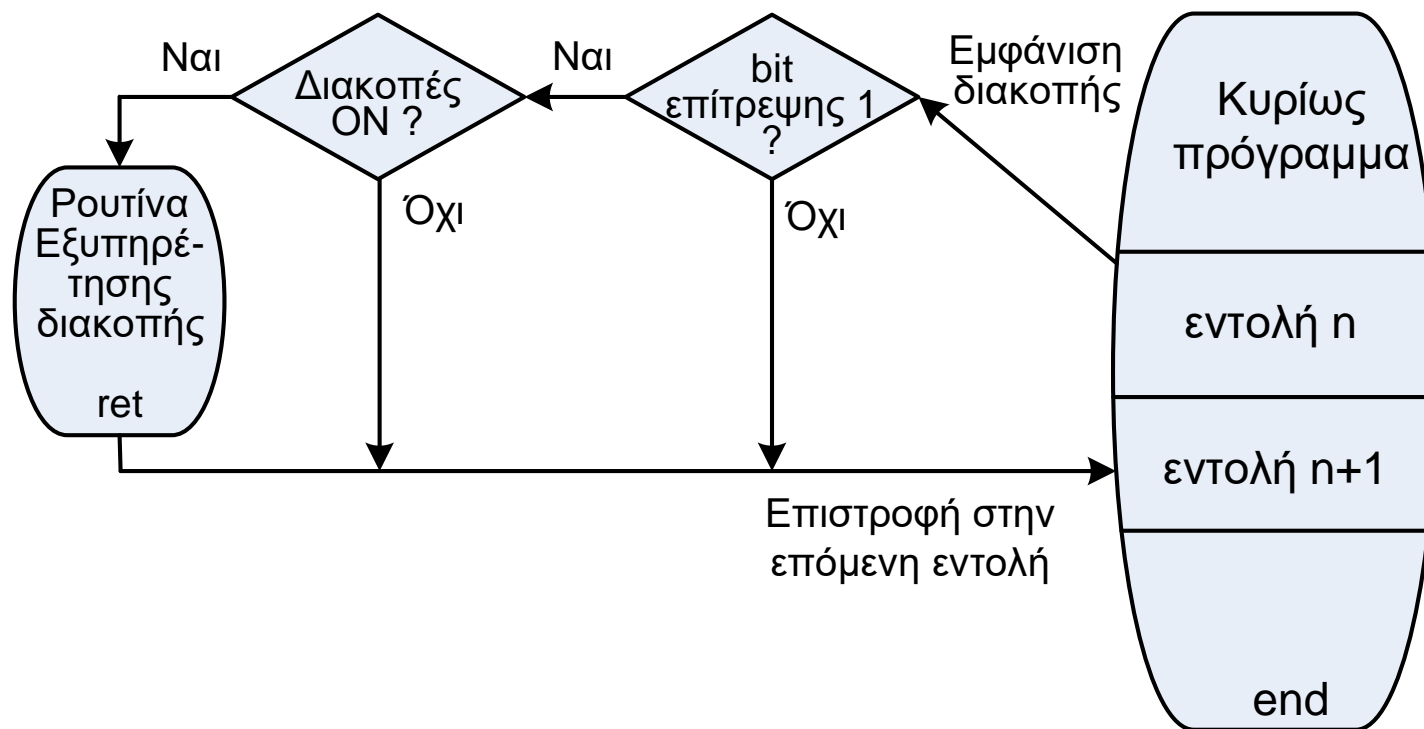 Ναι
Διακοπές
ON ?
Ναι
bit
επίτρεψης 1
?
Εμφάνιση
διακοπής
Κυρίως
πρόγραμμα
Ρουτίνα
Εξυπηρέ-
τησης
διακοπής
ret
Όχι
Όχι
εντολή n
εντολή n+1
Επιστροφή στην
επόμενη εντολή
end